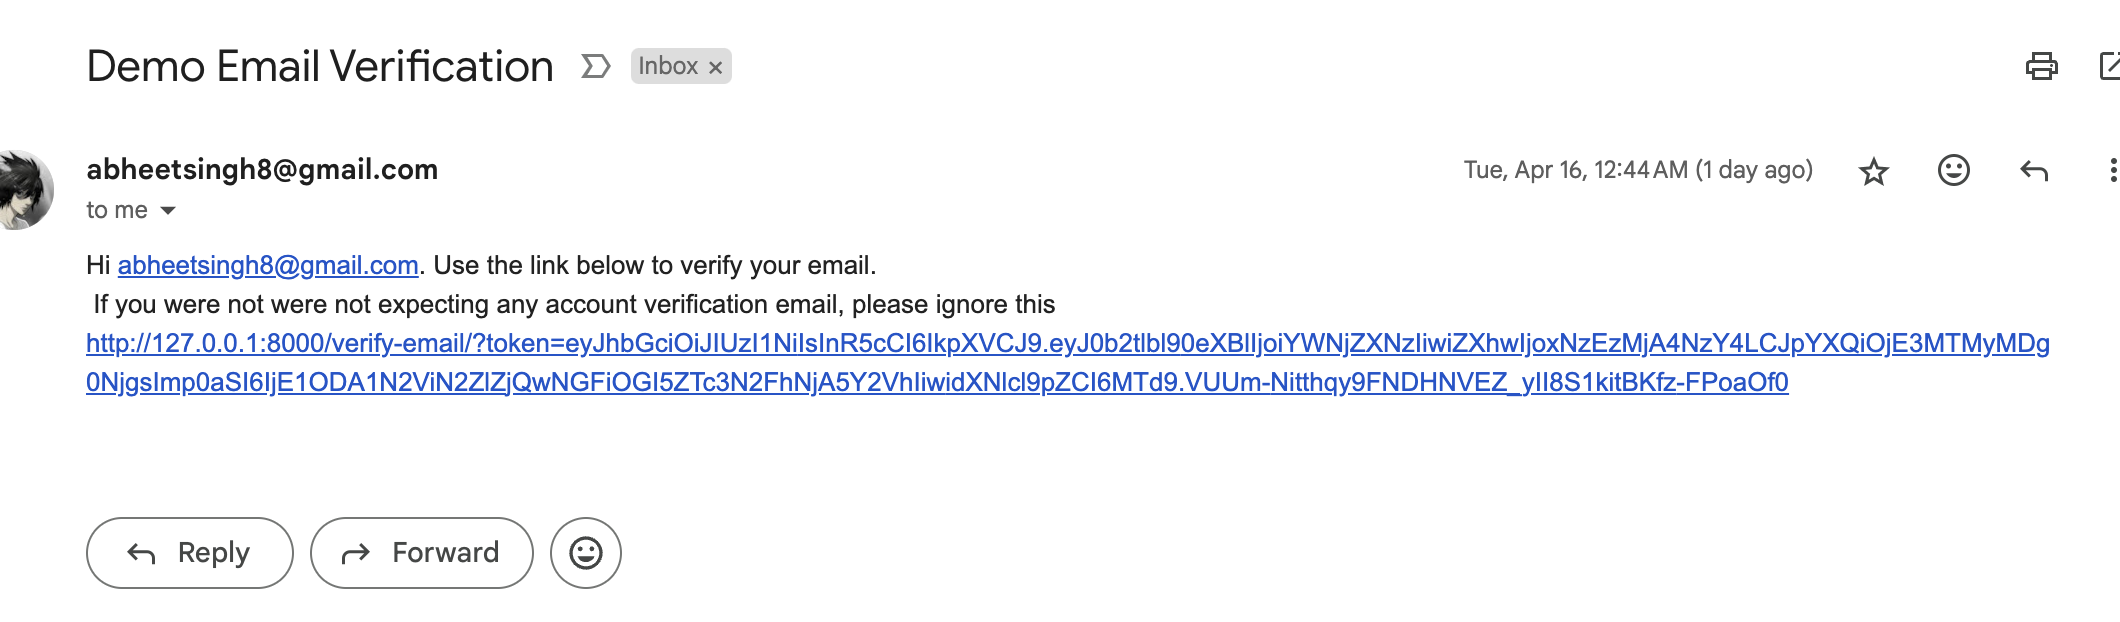 Demo Email Verification Inbox ×
abheetsingh8@gmail.com Tue, Apr 16, 12:44 AM (1 day ago)
to me
Hi abheetsingh8@gmail.com. Use the link below to verify your email.
If you were not were not expecting any account verification email, please ignore this
http://127.0.0.1:8000/verify-email/?token=eyJhbGciOiJIUzI1NiIsInR5cCI6IkpXVCJ9.eyJ0b2tlbl90eXBlIjoiYWNjZXNzIiwiZXhwIjoxNzEzMjA4NzY4LCJpYXQiOjE3MTMyMDg
0NjgsImp0aSI6IjE1ODA1N2ViN2ZlZjQwNGFiOGI5ZTc3N2FhNjA5Y2VhIiwidXNlcl9pZCI6MTd9.VUUm-Nitthqy9FNDHNVEZ_yII8S1kitBKfz-FPoaOf0
Reply Forward